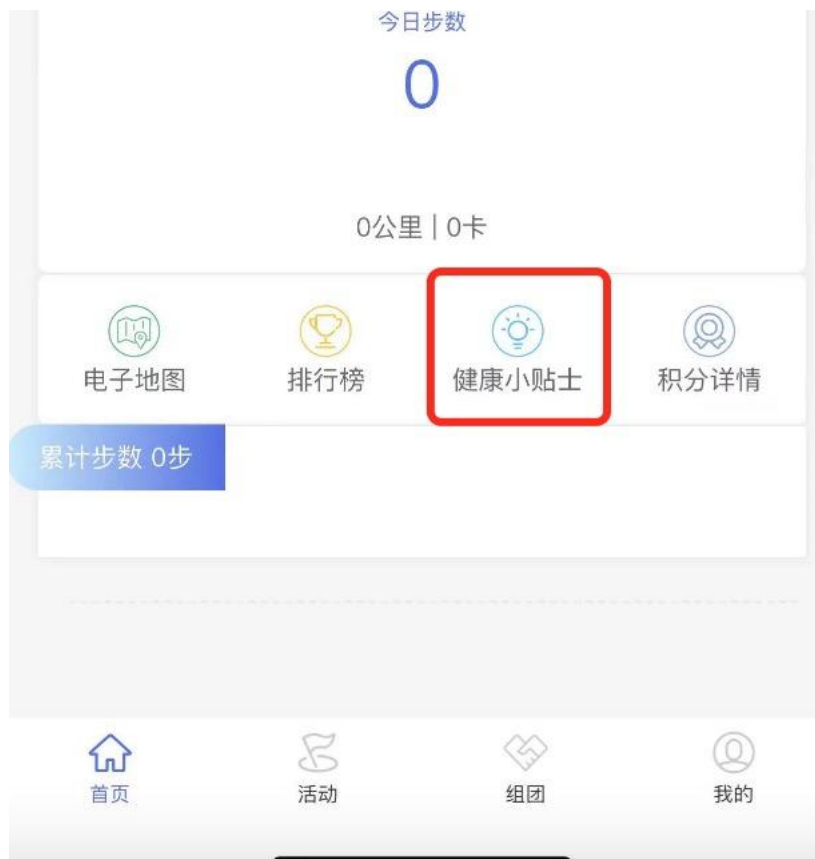 今日步数
0
0公里 | 0卡
电子地图 排行榜 健康小贴士 积分详情
累计步数 0步
首页 活动 组团 我的